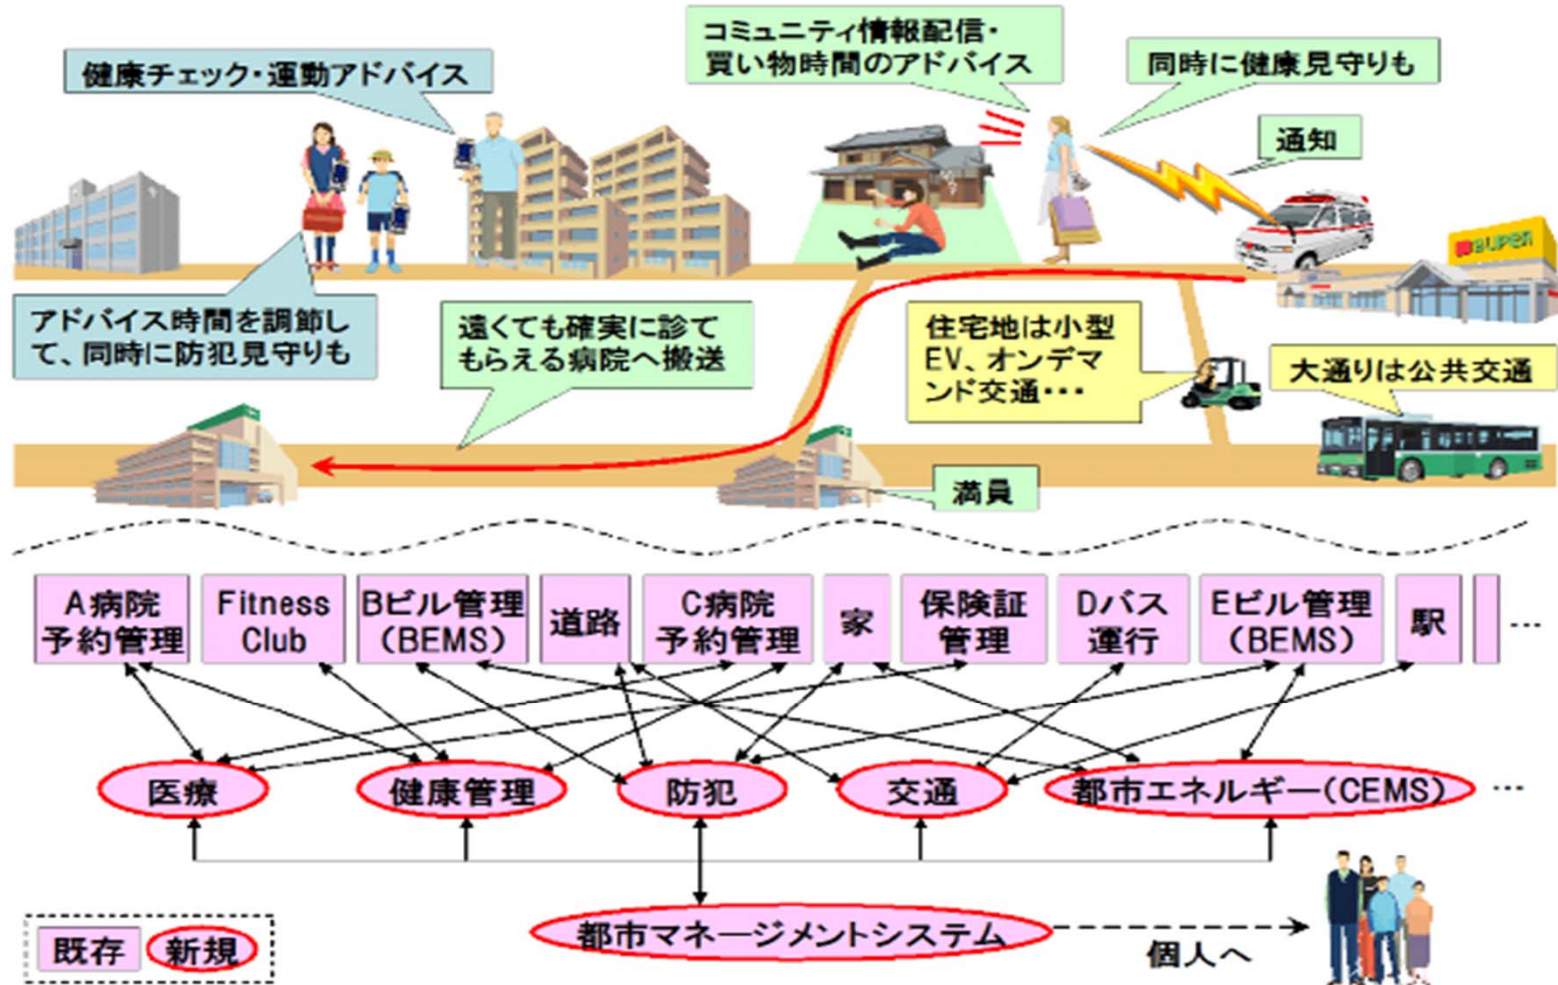 コミュニティ情報配信・
買い物時間のアドバイス
健康チェック・運動アドバイス
同時に健康見守りも
通知
SUPER
アドバイス時間を調節し
て、同時に防犯見守りも
遠くても確実に診て
もらえる病院へ搬送
住宅地は小型
EV、オンデマ
ンド交通・・・
大通りは公共交通
満員
A病院
予約管理
Fitness
Club
Bビル管理
(BEMS)
道路
C病院
予約管理
家
保険証
管理
Dバス
運行
Eビル管理
(BEMS)
駅
…
医療
健康管理
防犯
交通
都市エネルギー(CEMS)
…
都市マネージメントシステム
個人へ
既存
新規